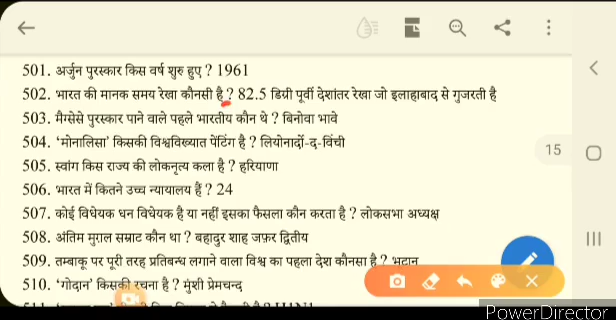 501. अर्जुन पुरस्कार किस वर्ष शुरु हुए ? 1961
502. भारत की मानक समय रेखा कौनसी है ? 82.5 डिग्री पूर्वी देशांतर रेखा जो इलाहाबाद से गुजरती है
503. मैग्सेसे पुरस्कार पाने वाले पहले भारतीय कौन थे ? बिनोवा भावे
504. ‘मोनालिसा’ किसकी विश्वविख्यात पेंटिंग है ? लियोनार्दो-द-विंची
15
505. स्वांग किस राज्य की लोकनृत्य कला है ? हरियाणा
506. भारत में कितने उच्च न्यायालय हैं ? 24
507. कोई विधेयक धन विधेयक है या नहीं इसका फैसला कौन करता है ? लोकसभा अध्यक्ष
508. अंतिम मुग़ल सम्राट कौन था ? बहादुर शाह जफ़र द्वितीय
509. तम्बाकू पर पूरी तरह प्रतिबन्ध लगाने वाला विश्व का पहला देश कौनसा है ? भूटान
510. ‘गोदान’ किसकी रचना है ? मुंशी प्रेमचन्द
PowerDirector